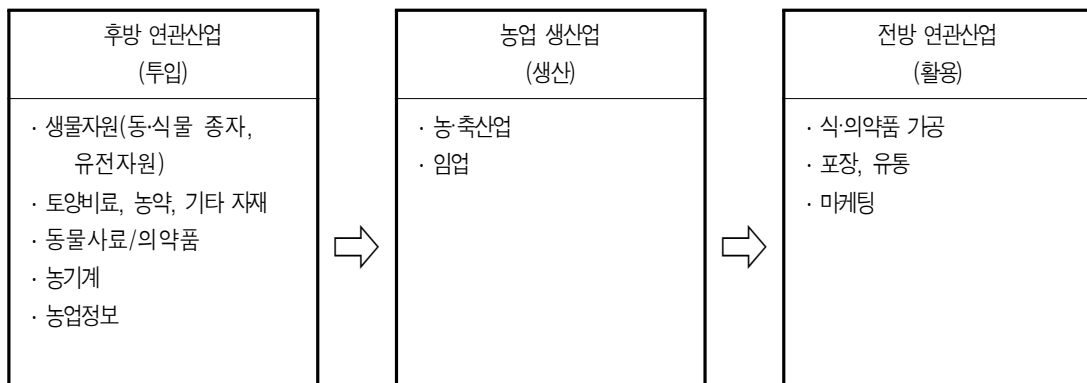 후방 연관산업
(투입)
· 생물자원(동·식물 종자,
유전자원)
· 토양비료, 농약, 기타 자재
· 동물사료/의약품
· 농기계
· 농업정보
농업 생산업
(생산)
· 농·축산업
· 임업
전방 연관산업
(활용)
· 식·의약품 가공
· 포장, 유통
· 마케팅